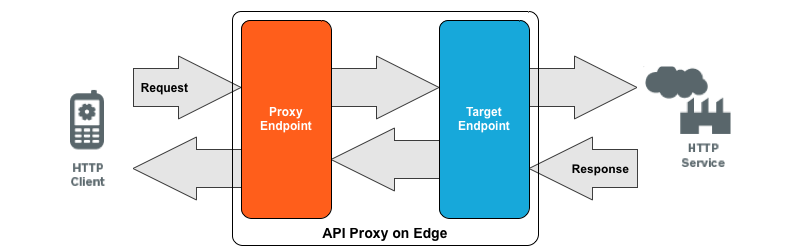 Request
Proxy
Endpoint
Target
Endpoint
HTTP
Client
HTTP
Service
Response
API Proxy on Edge